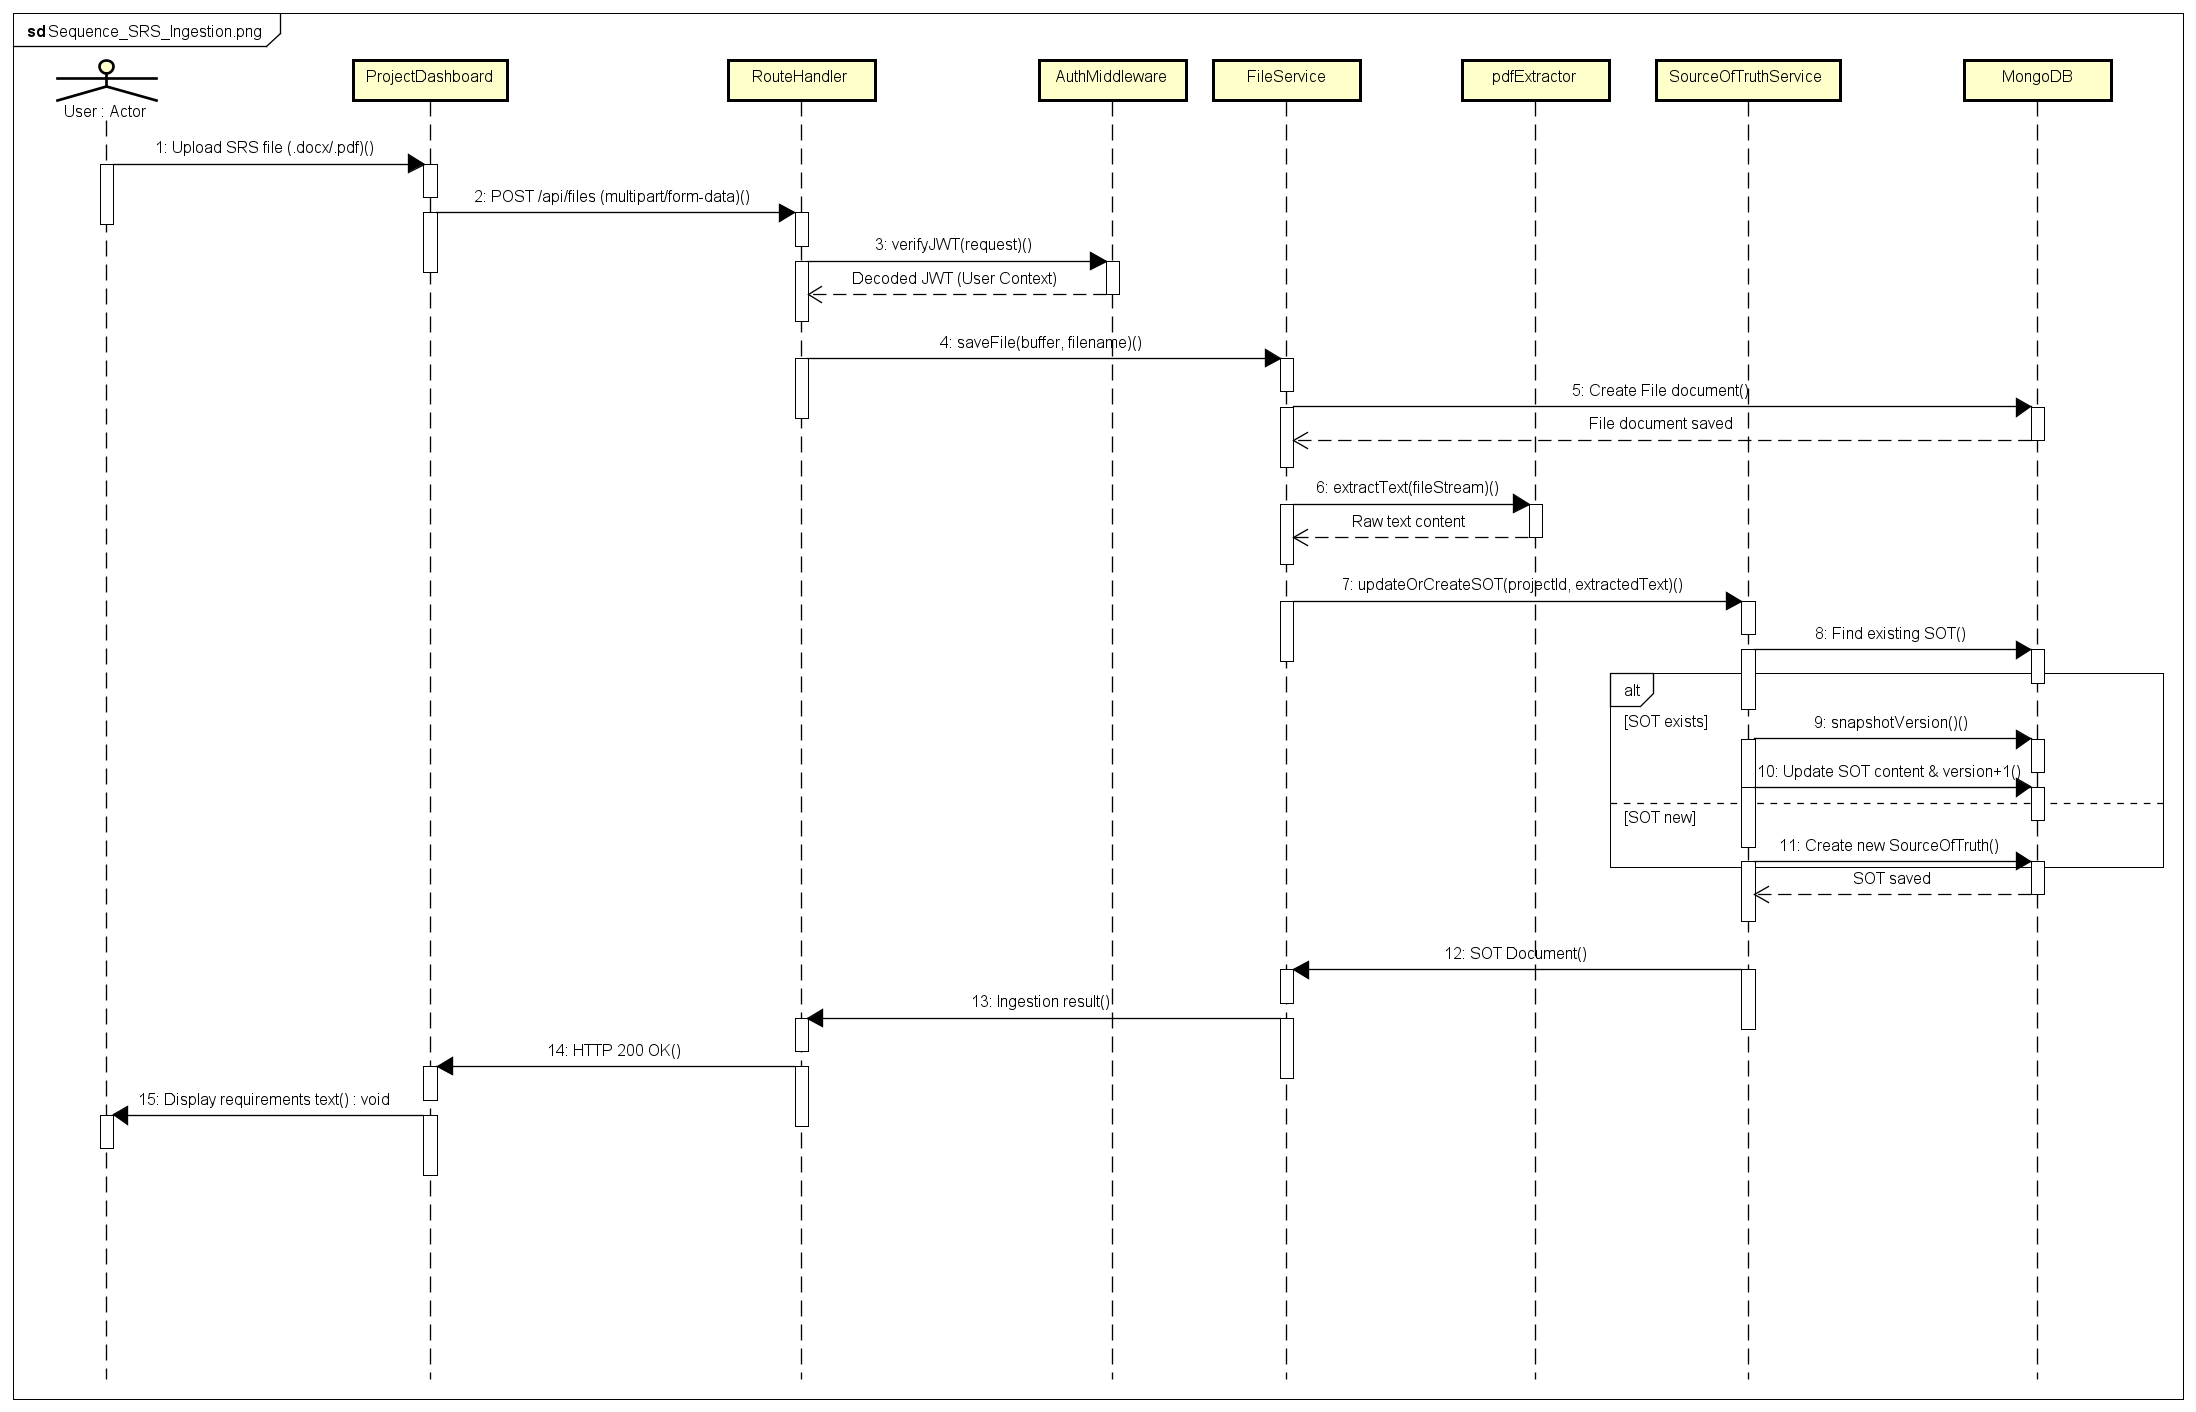 sd Sequence_SRS_Ingestion.png
User : Actor
ProjectDashboard
RouteHandler
AuthMiddleware
FileService
pdfExtractor
SourceOfTruthService
MongoDB
1: Upload SRS file (.docx/.pdf)()
2: POST /api/files (multipart/form-data)()
3: verifyJWT(request)()
Decoded JWT (User Context)
4: saveFile(buffer, filename)()
5: Create File document()
File document saved
6: extractText(fileStream)()
Raw text content
7: updateOrCreateSOT(projectId, extractedText)()
8: Find existing SOT()
alt
[SOT exists]
9: snapshotVersion()()
10: Update SOT content & version+1()
[SOT new]
11: Create new SourceOfTruth()
SOT saved
12: SOT Document()
13: Ingestion result()
14: HTTP 200 OK()
15: Display requirements text() : void